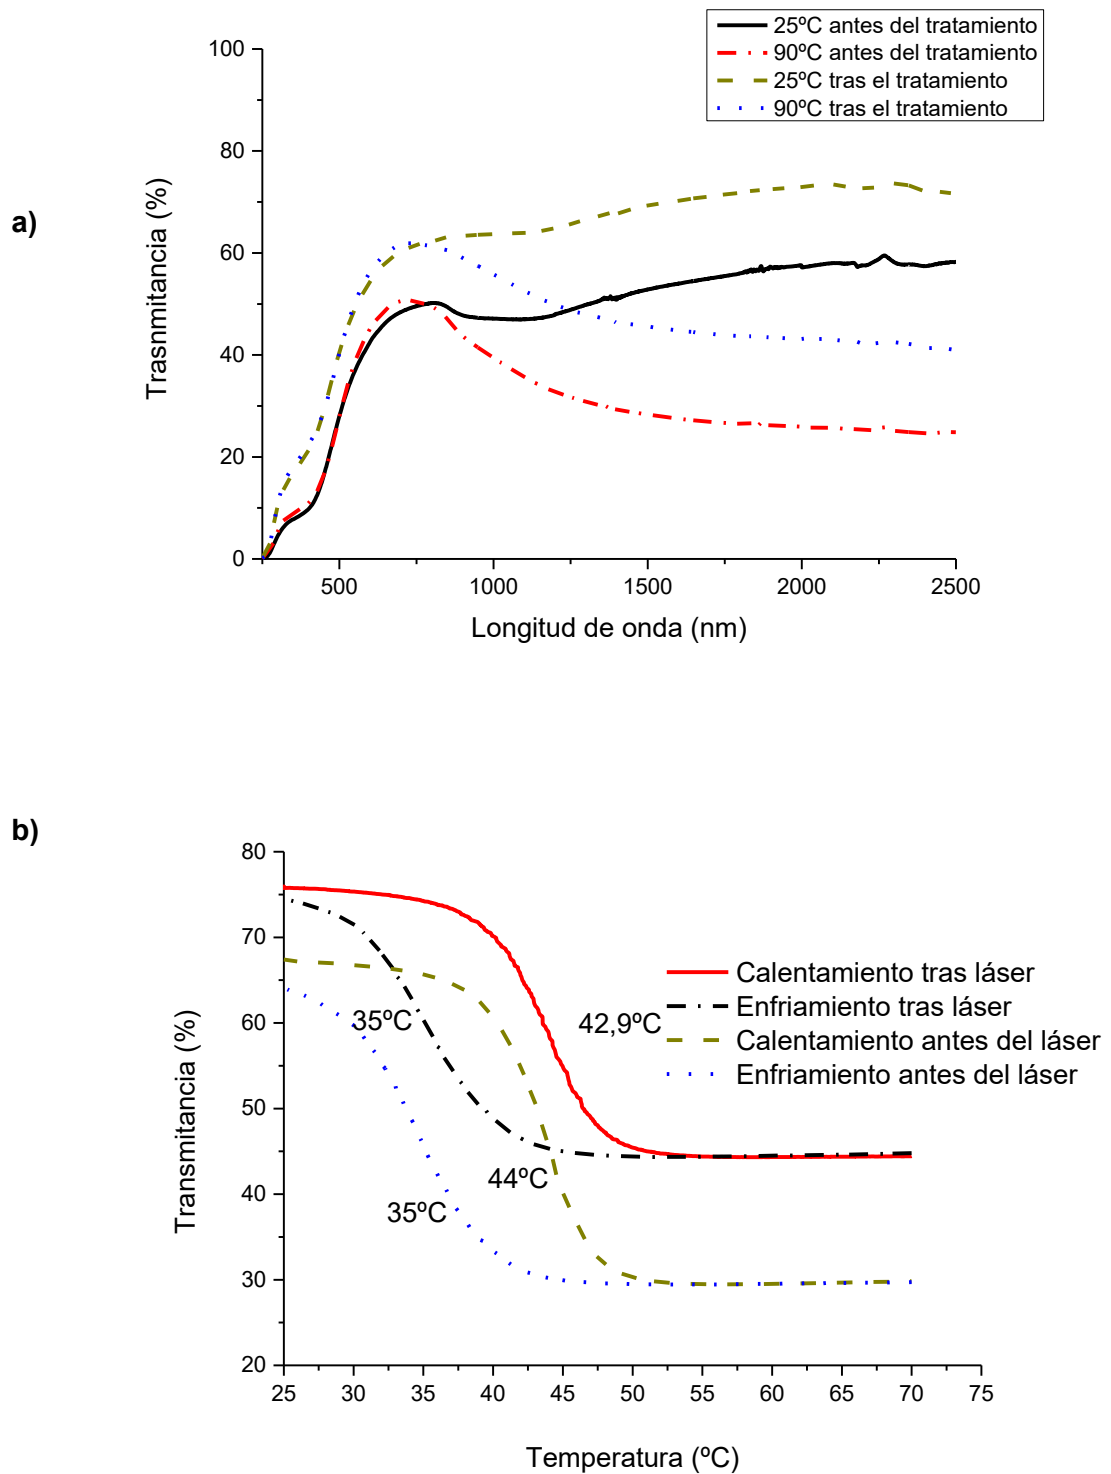 25ºC antes del tratamiento
90ºC antes del tratamiento
25ºC tras el tratamiento
90ºC tras el tratamiento
a)
100
80
60
40
20
0
Trasnmitancia (%)
500 1000 1500 2000 2500
Longitud de onda (nm)
b)
80
70
60
50
40
30
20
Transmitancia (%)
Calentamiento tras láser
Enfriamiento tras láser
Calentamiento antes del láser
Enfriamiento antes del láser
35ºC
42,9ºC
44ºC
35ºC
25 30 35 40 45 50 55 60 65 70 75
Temperatura (ºC)